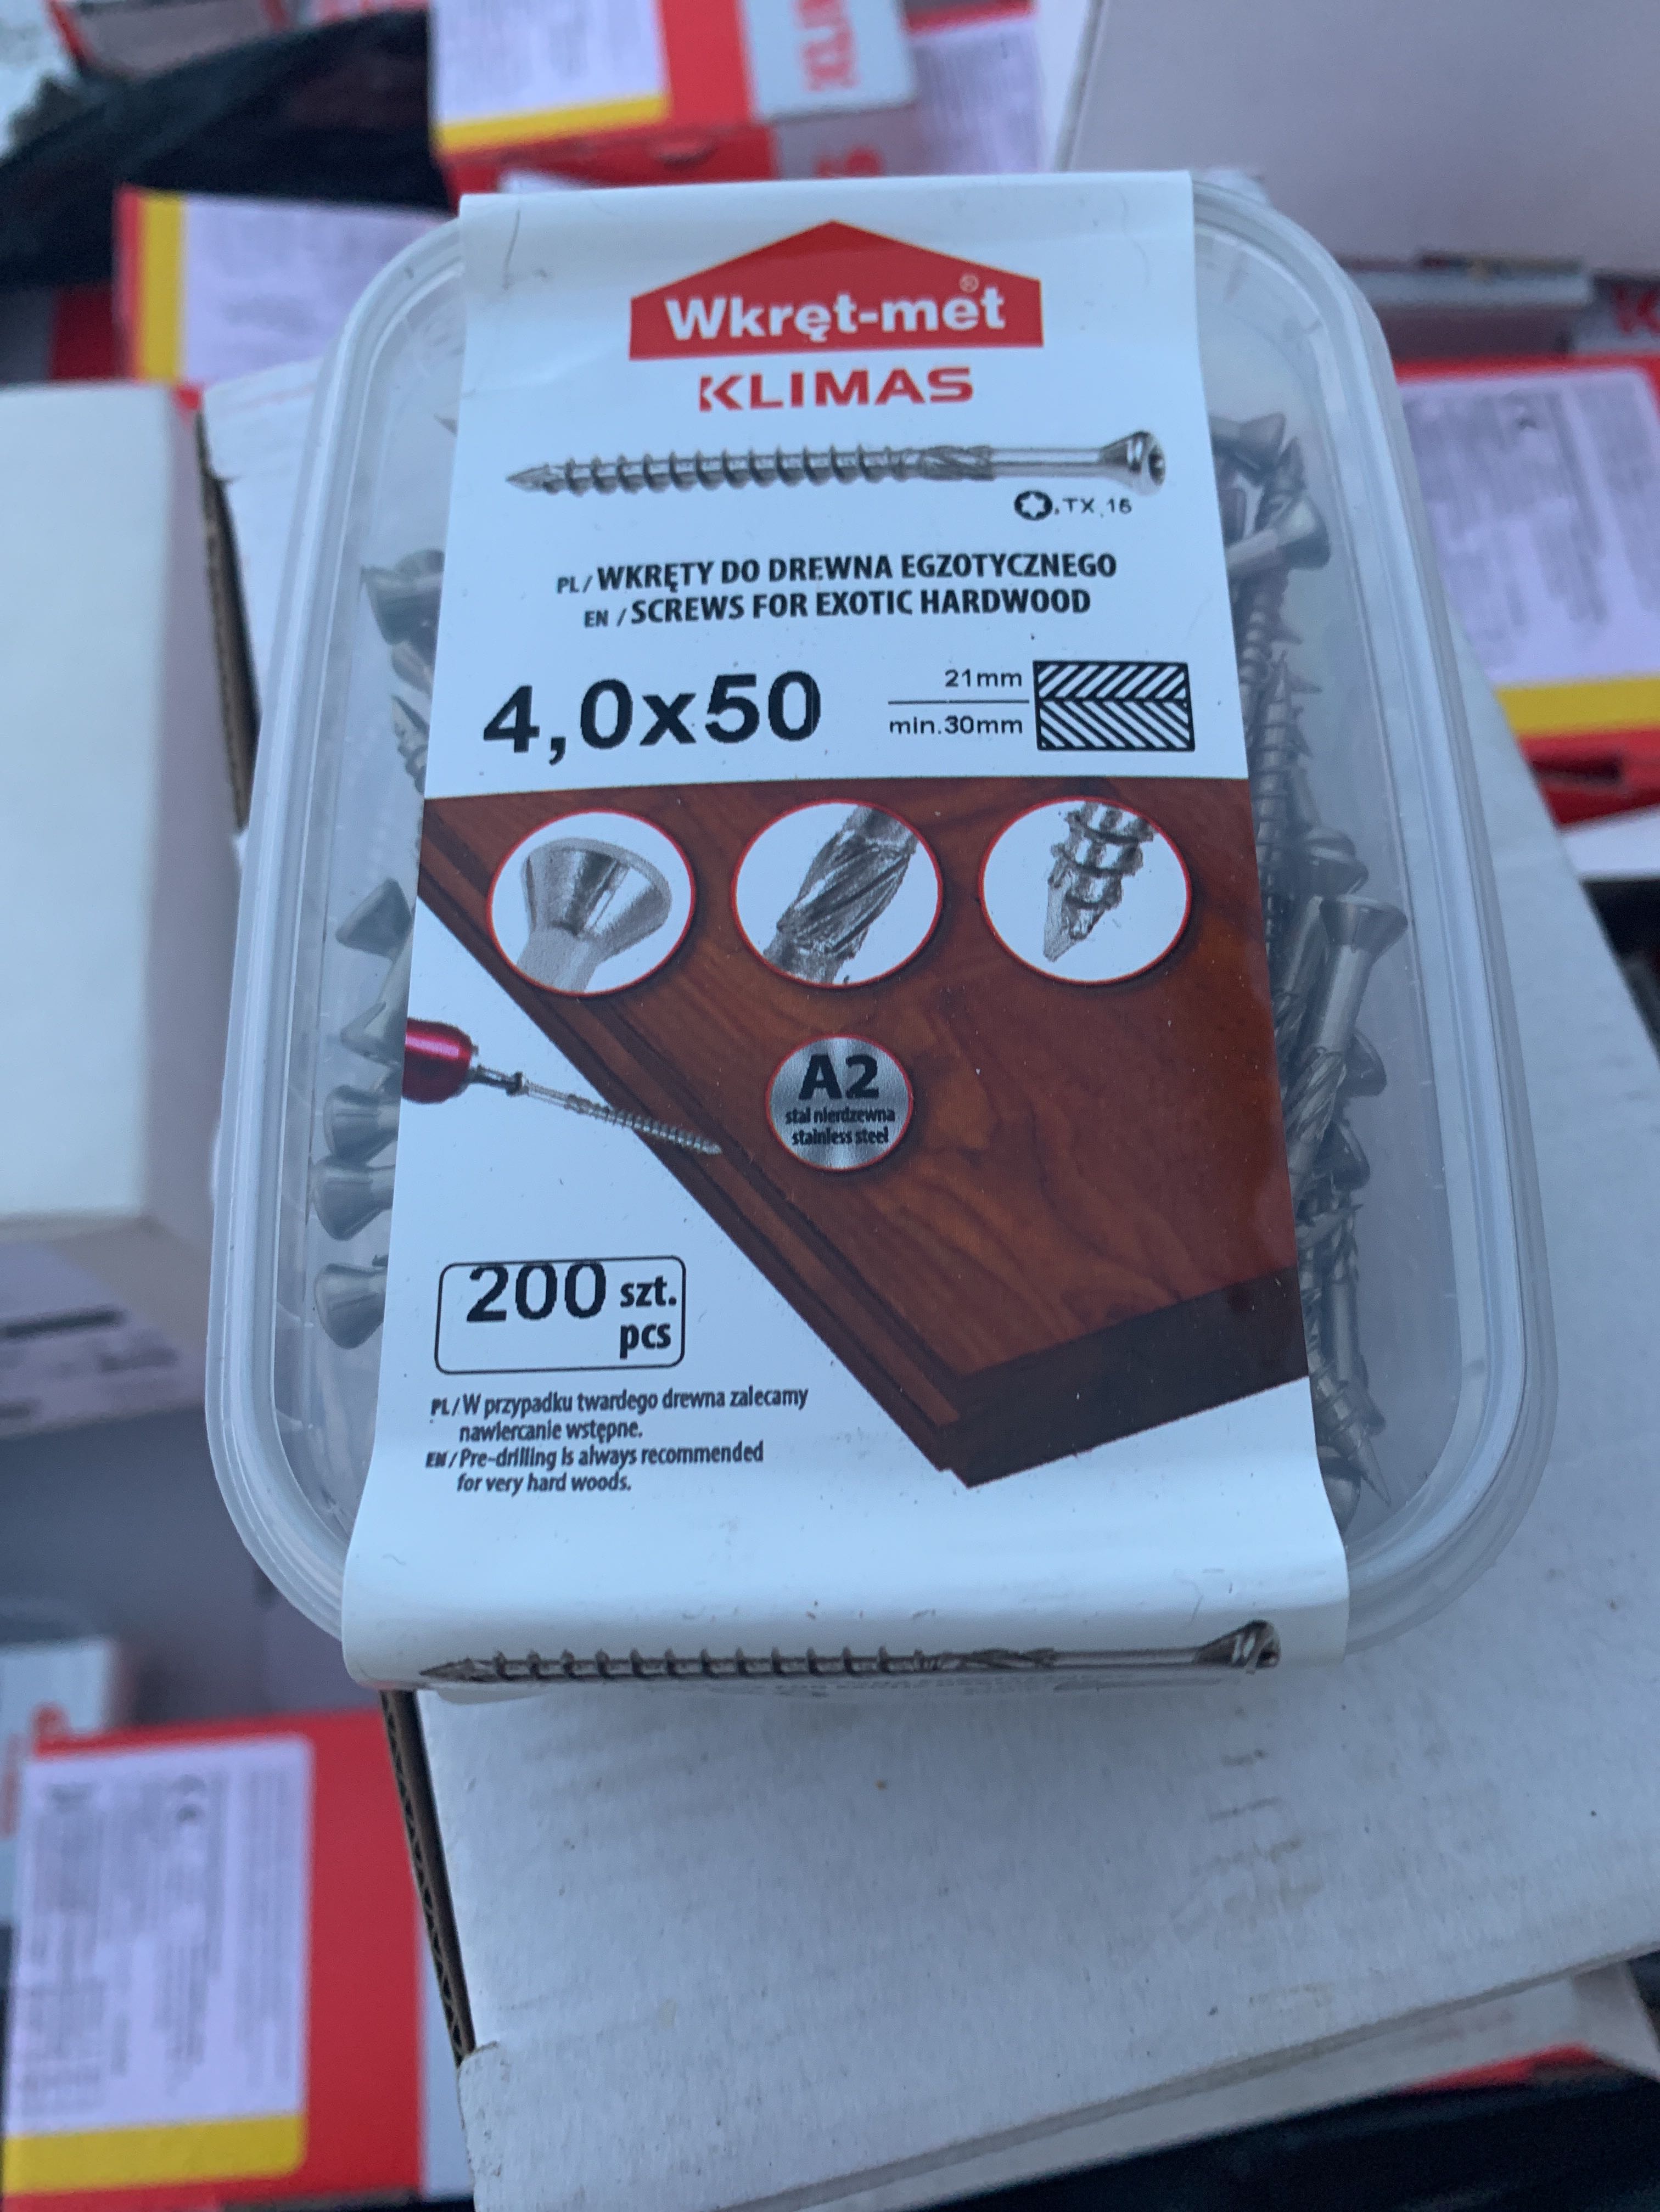 Wkręt-met®
KLIMAS
TX 15
PL / WKRĘTY DO DREWNA EGZOTYCZNEGO
EN / SCREWS FOR EXOTIC HARDWOOD
4,0x50
21mm
min.30mm
A2
stal nierdzewna
stainless steel
200 szt.
pcs
PL / W przypadku twardego drewna zalecamy
nawiercanie wstępne.
EN / Pre-drilling is always recommended
for very hard woods.